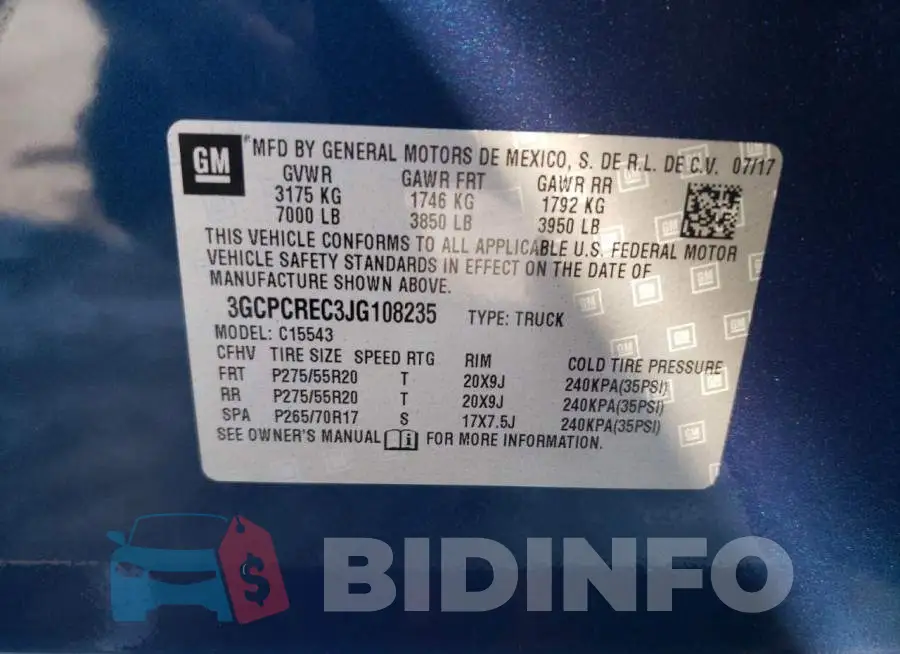 GM MFD BY GENERAL MOTORS DE MEXICO, S. DE R.L. DE C.V. 07/17
GVWR GAWR FRT GAWR RR
3175 KG 1746 KG 1792 KG
7000 LB 3850 LB 3950 LB
THIS VEHICLE CONFORMS TO ALL APPLICABLE U.S. FEDERAL MOTOR
VEHICLE SAFETY STANDARDS IN EFFECT ON THE DATE OF
MANUFACTURE SHOWN ABOVE.
3GCPCREC3JG108235 TYPE: TRUCK
MODEL: C15543
CFHV TIRE SIZE SPEED RTG RIM COLD TIRE PRESSURE
FRT P275/55R20 T 20X9J 240KPA(35PSI)
RR P275/55R20 T 20X9J 240KPA(35PSI)
SPA P265/70R17 S 17X7.5J 240KPA(35PSI)
SEE OWNER'S MANUAL FOR MORE INFORMATION.
$ BIDINFO